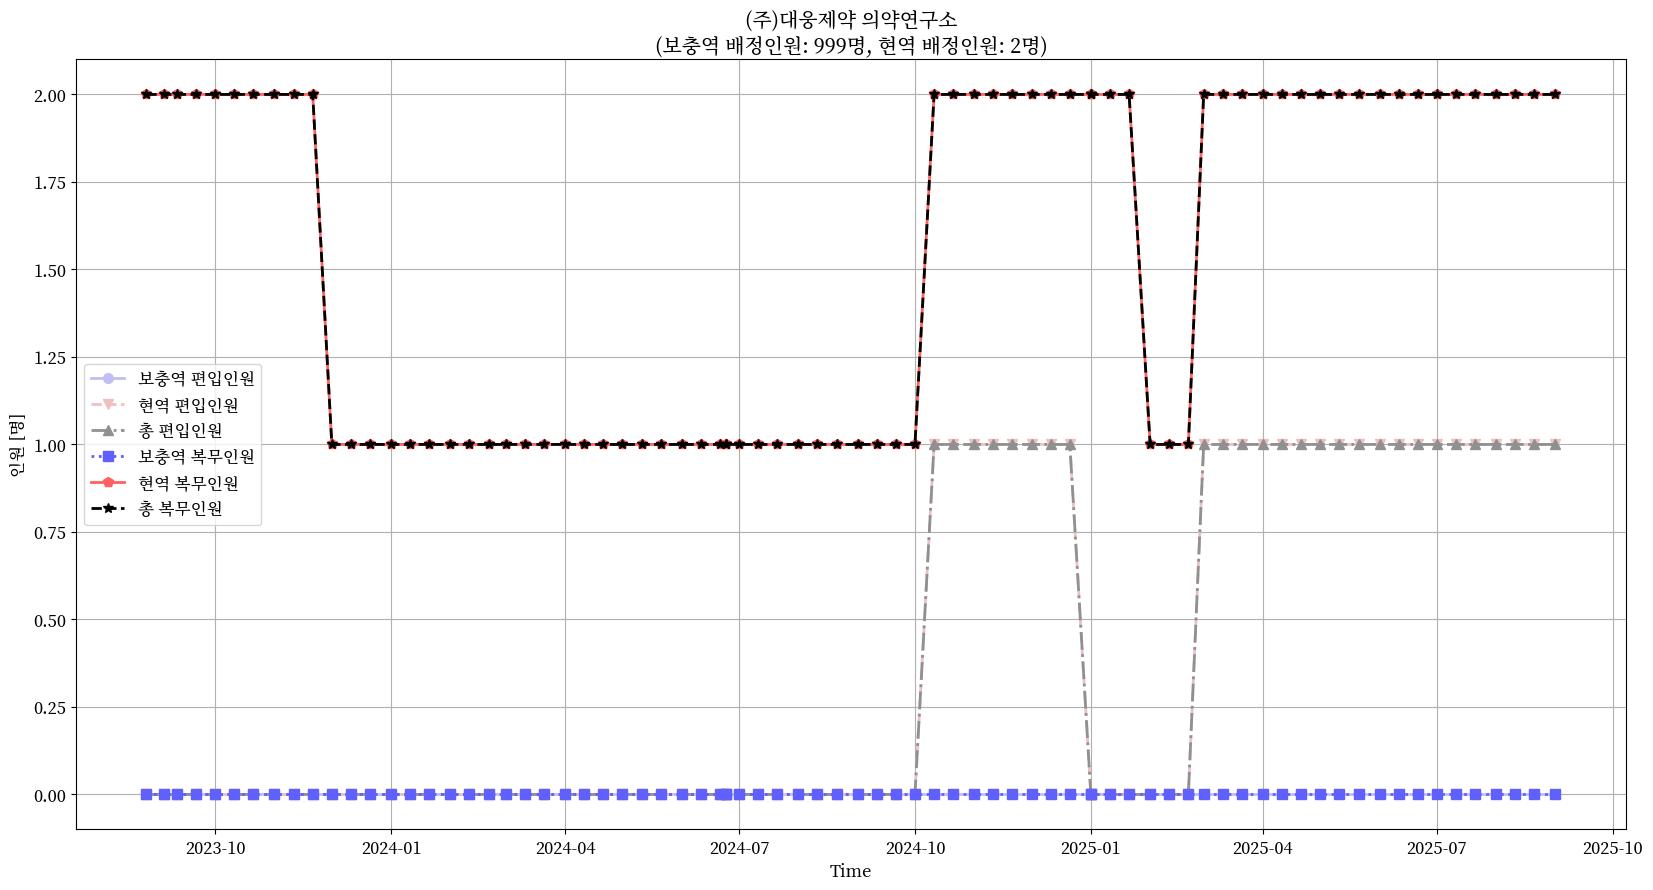 (주)대웅제약 의약연구소
(보충역 배정인원: 999명, 현역 배정인원: 2명)
2.00
1.75
1.50
1.25
1.00
0.75
0.50
0.25
0.00
인원 [명]
보충역 편입인원
현역 편입인원
총 편입인원
보충역 복무인원
현역 복무인원
총 복무인원
2023-10
2024-01
2024-04
2024-07
2024-10
2025-01
2025-04
2025-07
2025-10
Time